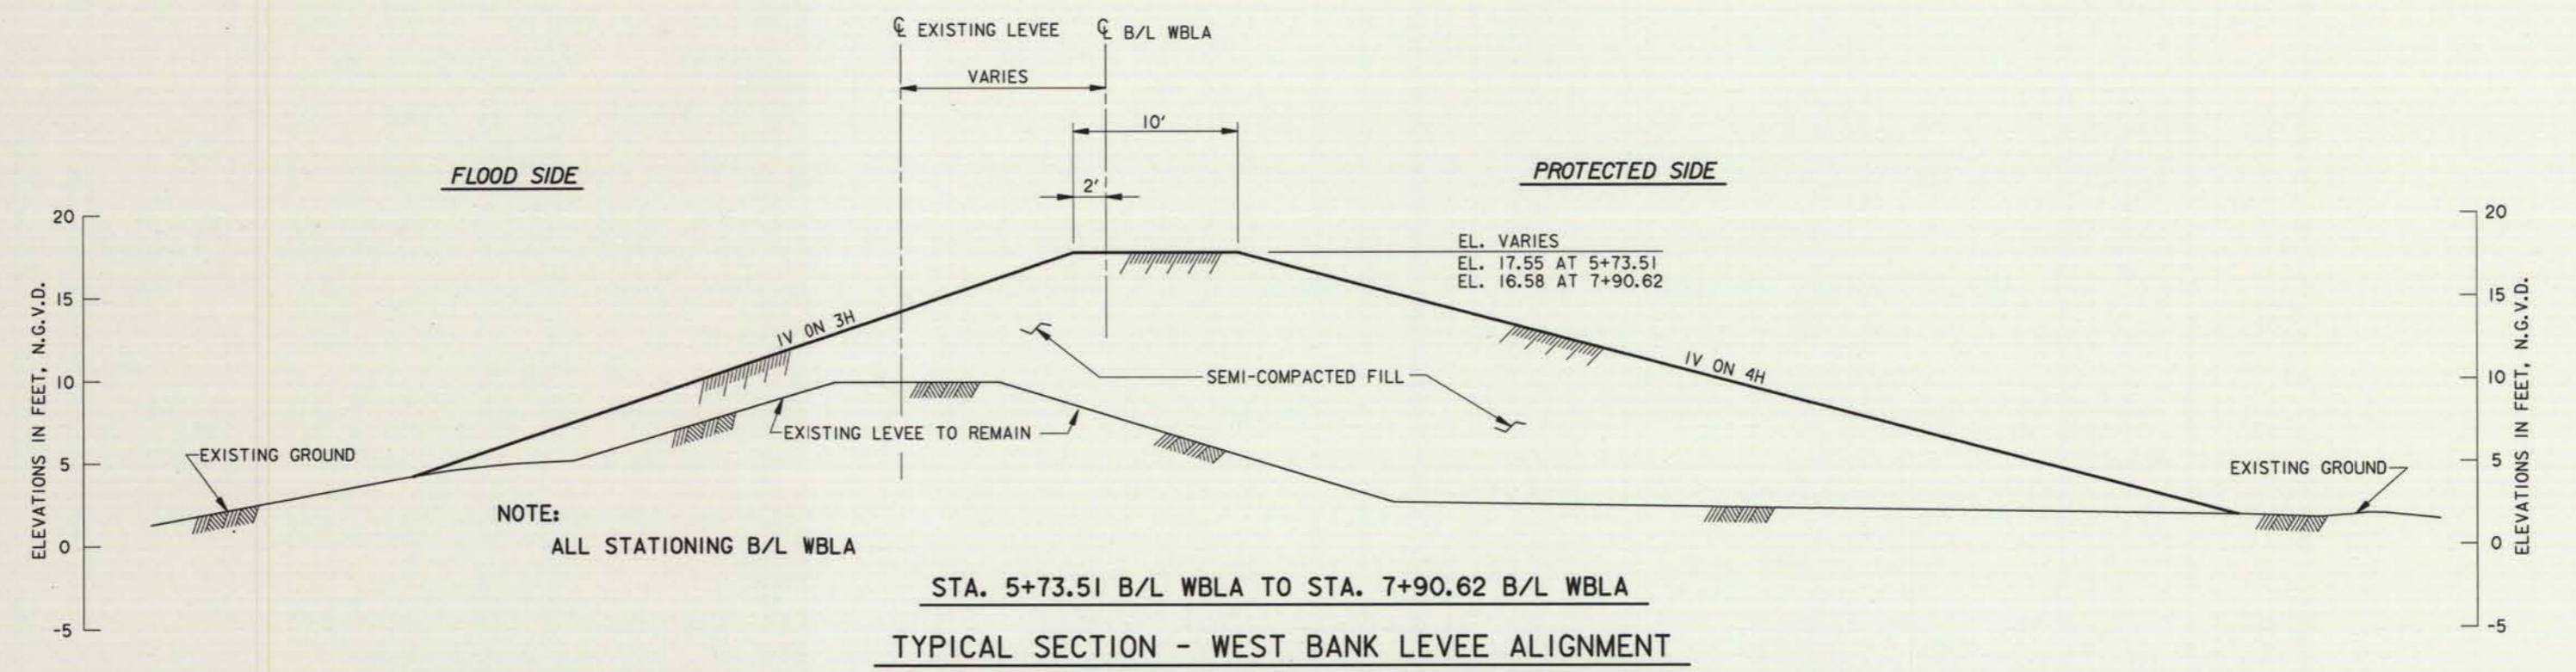 ℄ EXISTING LEVEE
℄ B/L WBLA
VARIES
10'
2'
FLOOD SIDE
PROTECTED SIDE
20
15
10
5
0
-5
ELEVATIONS IN FEET, N.G.V.D.
EL. VARIES
EL. 17.55 AT 5+73.51
EL. 16.58 AT 7+90.62
1V ON 3H
1V ON 4H
SEMI-COMPACTED FILL
EXISTING LEVEE TO REMAIN
EXISTING GROUND
EXISTING GROUND
20
15
10
5
0
-5
ELEVATIONS IN FEET, N.G.V.D.
NOTE:
ALL STATIONING B/L WBLA
STA. 5+73.51 B/L WBLA TO STA. 7+90.62 B/L WBLA
TYPICAL SECTION - WEST BANK LEVEE ALIGNMENT